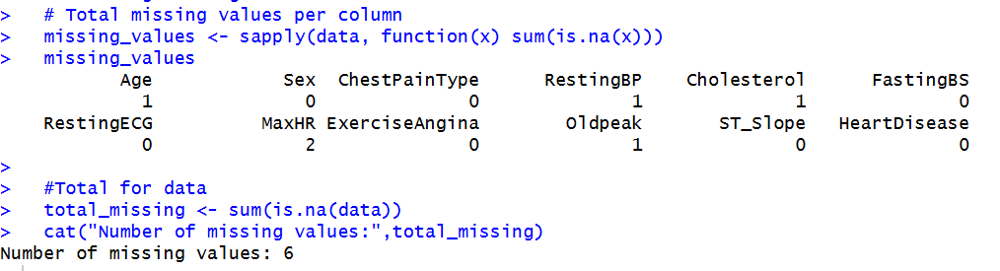 >   # Total missing values per column
>   missing_values <- sapply(data, function(x) sum(is.na(x)))
>   missing_values
           Age            Sex  ChestPainType      RestingBP    Cholesterol      FastingBS
             1              0              0              1              1              0
    RestingECG          MaxHR ExerciseAngina        Oldpeak       ST_Slope   HeartDisease
             0              2              0              1              0              0
>
>   #Total for data
>   total_missing <- sum(is.na(data))
>   cat("Number of missing values:",total_missing)
Number of missing values: 6